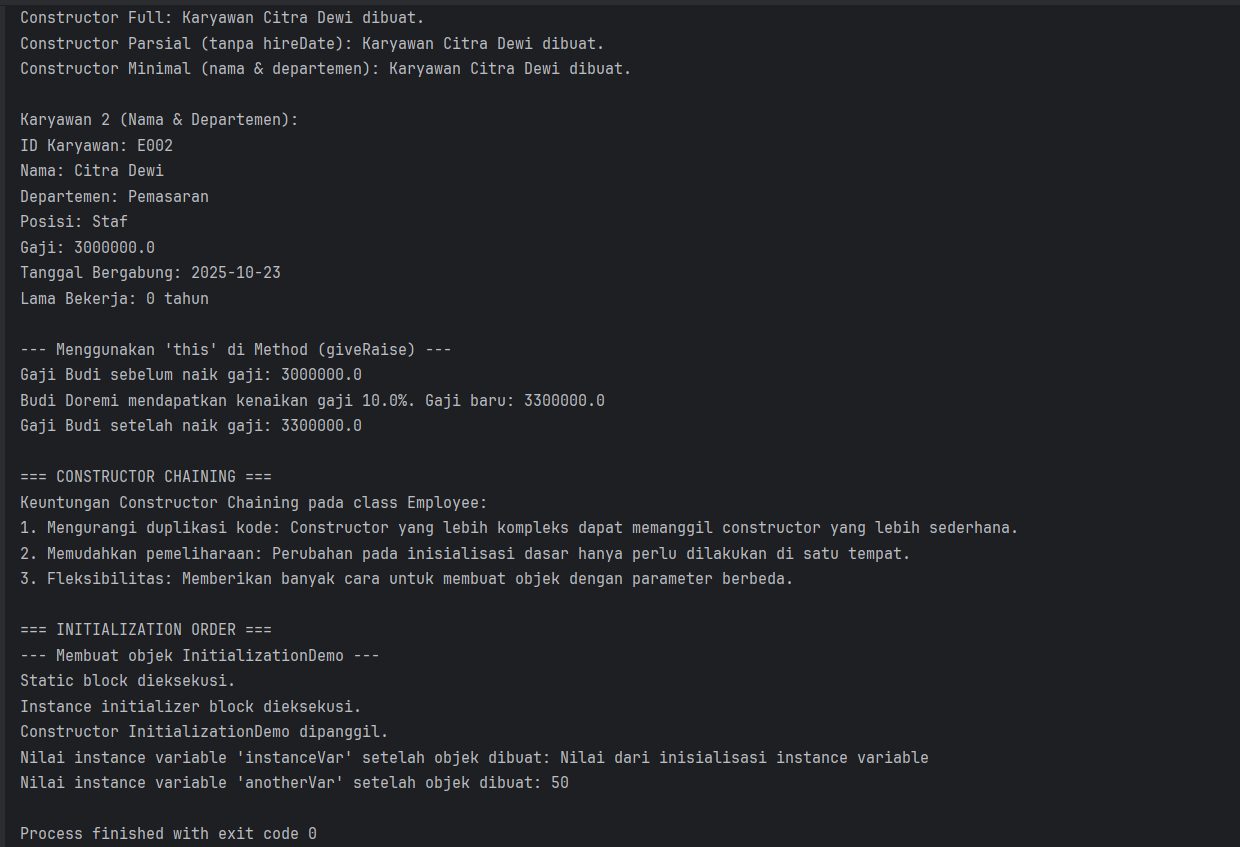 Constructor Full: Karyawan Citra Dewi dibuat.
Constructor Parsial (tanpa hireDate): Karyawan Citra Dewi dibuat.
Constructor Minimal (nama & departemen): Karyawan Citra Dewi dibuat.
Karyawan 2 (Nama & Departemen):
ID Karyawan: E002
Nama: Citra Dewi
Departemen: Pemasaran
Posisi: Staf
Gaji: 3000000.0
Tanggal Bergabung: 2025-10-23
Lama Bekerja: 0 tahun
--- Menggunakan 'this' di Method (giveRaise) ---
Gaji Budi sebelum naik gaji: 3000000.0
Budi Doremi mendapatkan kenaikan gaji 10.0%. Gaji baru: 3300000.0
Gaji Budi setelah naik gaji: 3300000.0
=== CONSTRUCTOR CHAINING ===
Keuntungan Constructor Chaining pada class Employee:
1. Mengurangi duplikasi kode: Constructor yang lebih kompleks dapat memanggil constructor yang lebih sederhana.
2. Memudahkan pemeliharaan: Perubahan pada inisialisasi dasar hanya perlu dilakukan di satu tempat.
3. Fleksibilitas: Memberikan banyak cara untuk membuat objek dengan parameter berbeda.
=== INITIALIZATION ORDER ===
--- Membuat objek InitializationDemo ---
Static block dieksekusi.
Instance initializer block dieksekusi.
Constructor InitializationDemo dipanggil.
Nilai instance variable 'instanceVar' setelah objek dibuat: Nilai dari inisialisasi instance variable
Nilai instance variable 'anotherVar' setelah objek dibuat: 50
Process finished with exit code 0